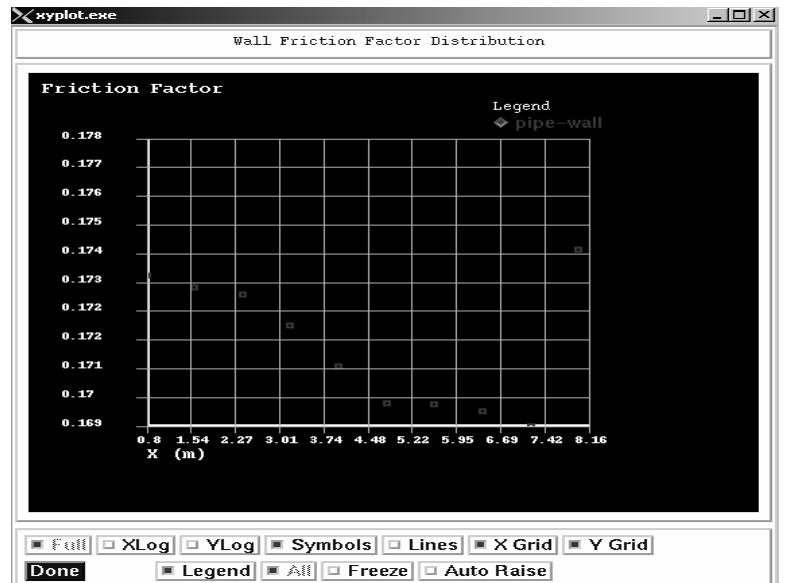 xyplot.exe
Wall Friction Factor Distribution
Friction Factor
Legend
pipe-wall
0.178
0.177
0.176
0.175
0.174
0.173
0.172
0.172
0.171
0.17
0.169
0.8 1.54 2.27 3.01 3.74 4.48 5.22 5.95 6.69 7.42 8.16
X (m)
Full XLog YLog Symbols Lines X Grid Y Grid
Done Legend All Freeze Auto Raise